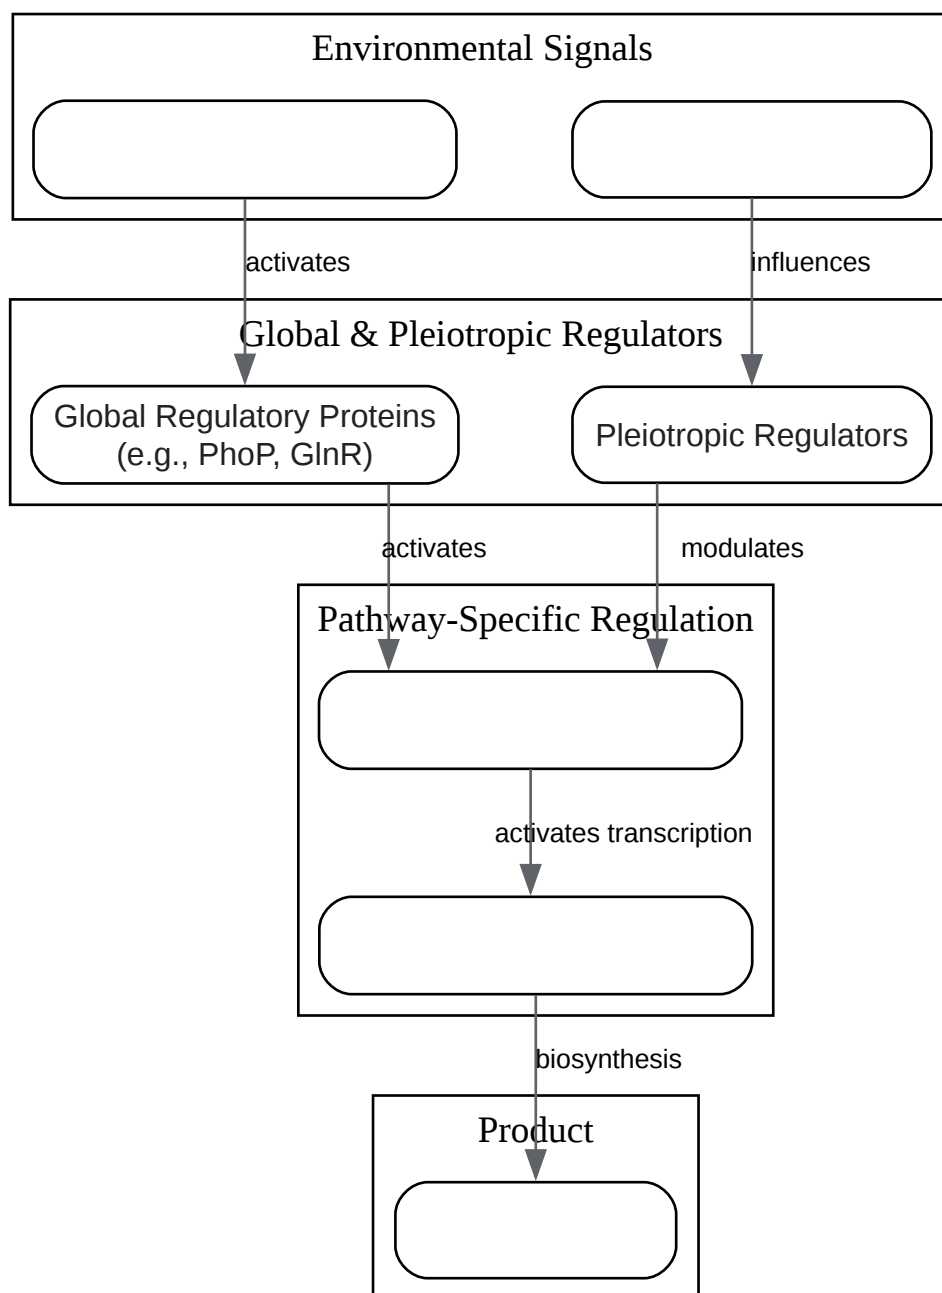 Environmental Signals
activates
influences
Global & Pleiotropic Regulators
Global Regulatory Proteins
(e.g., PhoP, GlnR)
Pleiotropic Regulators
activates
modulates
Pathway-Specific Regulation
activates transcription
biosynthesis
Product